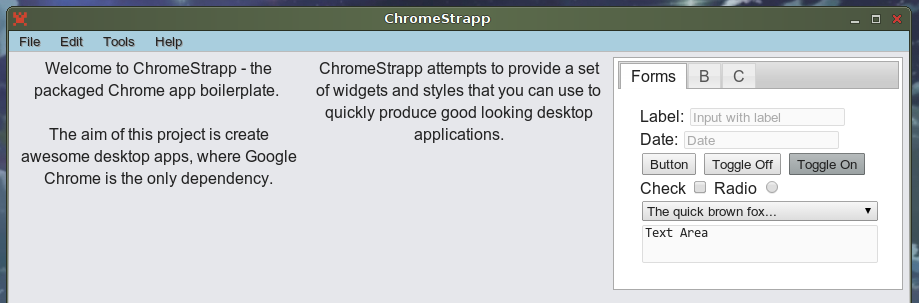 ChromeStrapp
File Edit Tools Help
Welcome to ChromeStrapp - the
packaged Chrome app boilerplate.
The aim of this project is create
awesome desktop apps, where Google
Chrome is the only dependency.
ChromeStrapp attempts to provide a set
of widgets and styles that you can use to
quickly produce good looking desktop
applications.
Forms B C
Label: Input with label
Date: Date
Button Toggle Off Toggle On
Check Radio
The quick brown fox...
Text Area